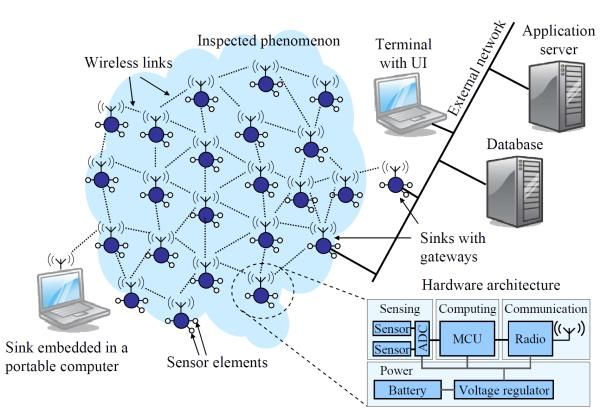 Inspected phenomenon
Wireless links
Terminal
with UI
External network
Application
server
Database
Sinks with
gateways
Sink embedded in a
portable computer
Sensor elements
Hardware architecture
Sensing
Computing
Communication
Sensor
Sensor
ADC
MCU
Radio
Power
Battery
Voltage regulator